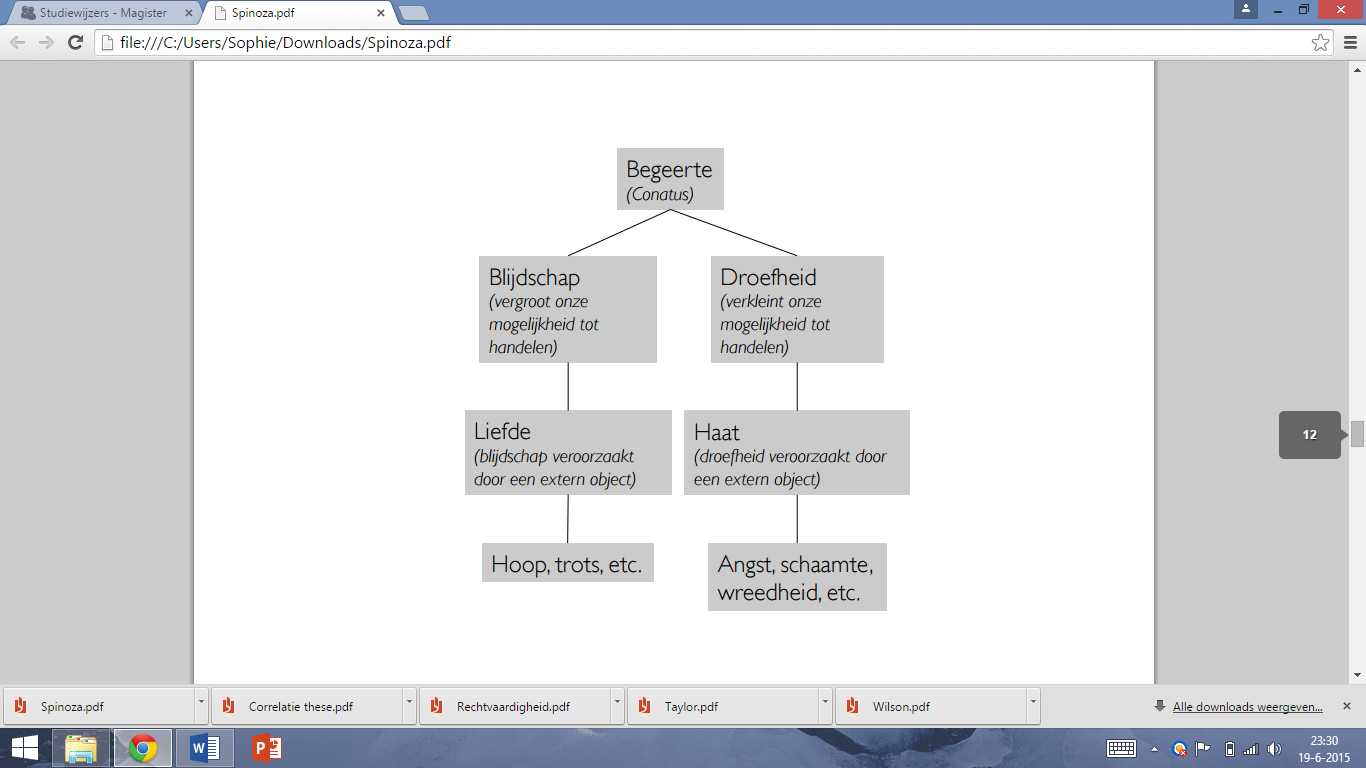 Studiewijzers - Magister
Spinoza.pdf
file:///C:/Users/Sophie/Downloads/Spinoza.pdf
Begeerte
(Conatus)
Blijdschap
(vergroot onze
mogelijkheid tot
handelen)
Droefheid
(verkleint onze
mogelijkheid tot
handelen)
Liefde
(blijdschap veroorzaakt
door een extern object)
Haat
(droefheid veroorzaakt door
een extern object)
12
Hoop, trots, etc.
Angst, schaamte,
wreedheid, etc.
Spinoza.pdf
Correlatie these.pdf
Rechtvaardigheid.pdf
Taylor.pdf
Wilson.pdf
Alle downloads weergeven...
23:30
19-6-2015